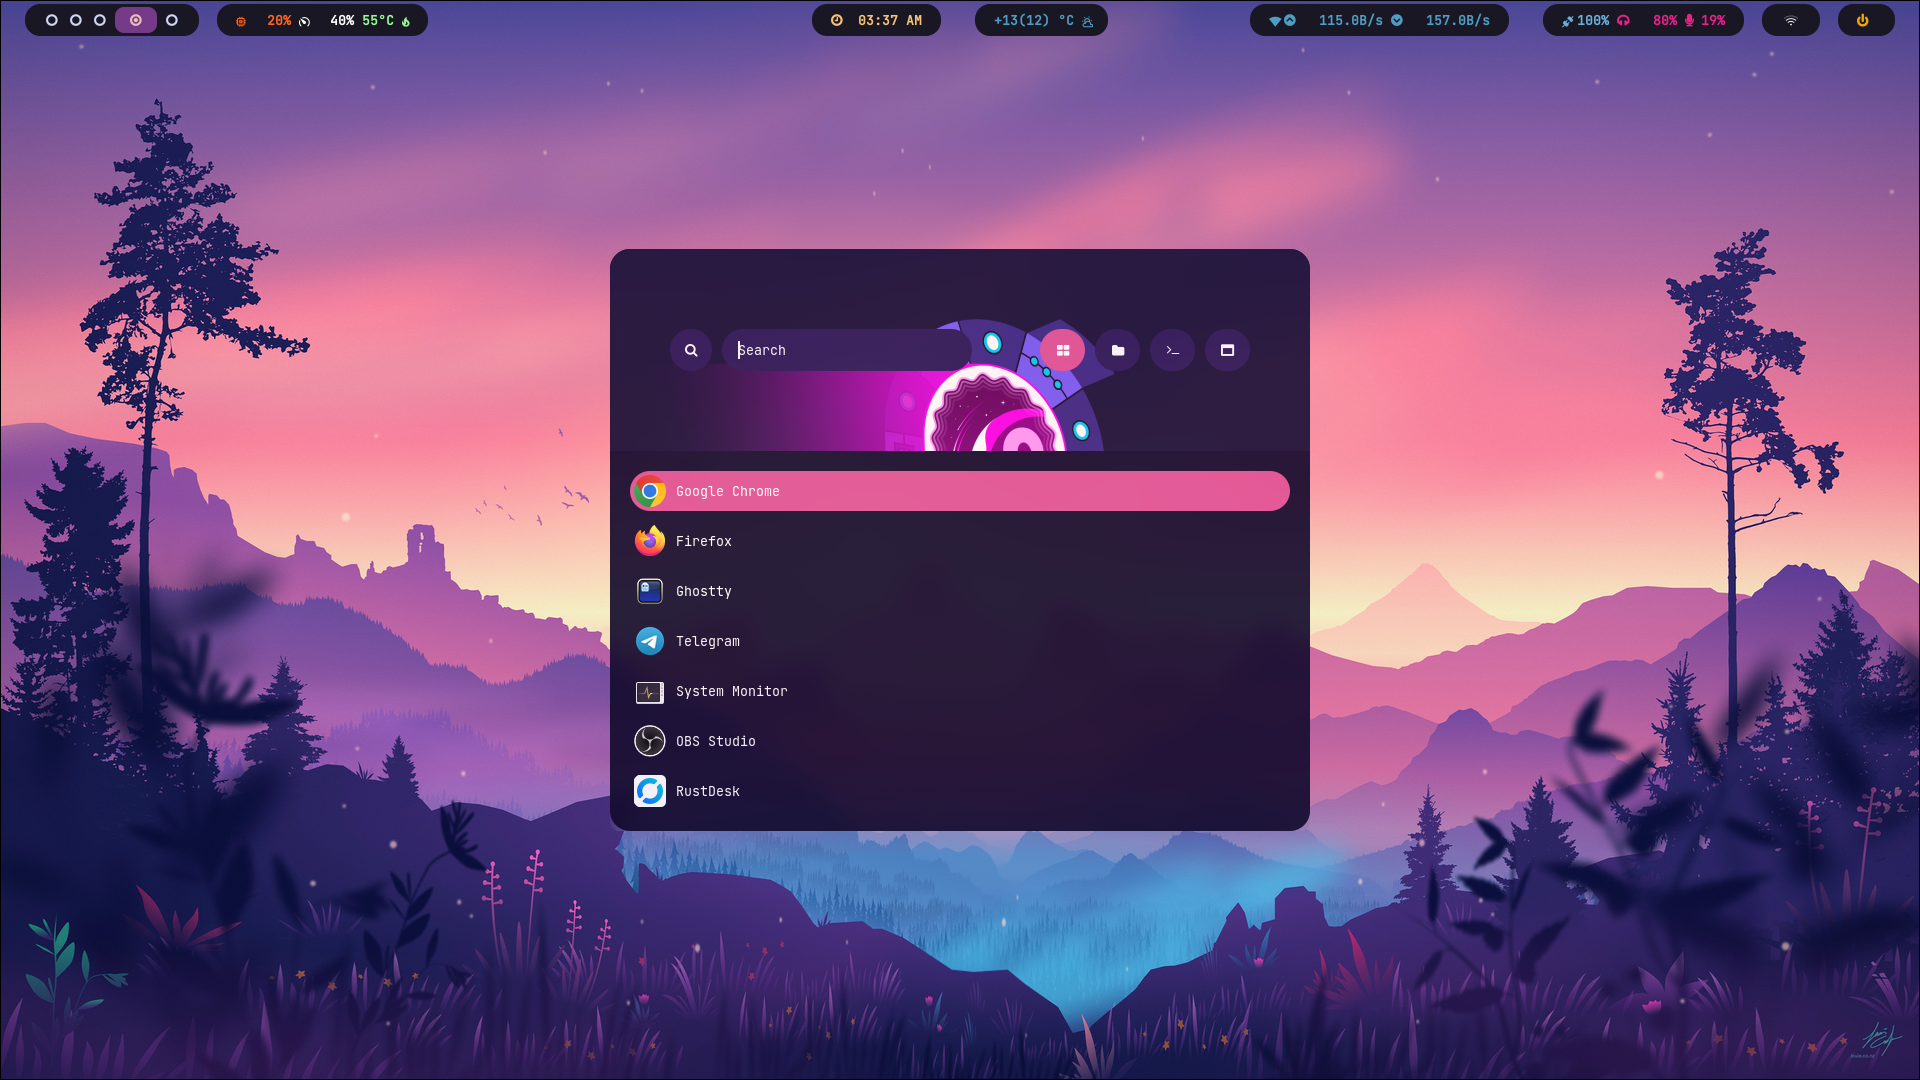 20% 40% 55°C
03:37 AM
+13(12) °C
115.0B/s 157.0B/s
100% 80% 19%
Search
Google Chrome
Firefox
Ghostty
Telegram
System Monitor
OBS Studio
RustDesk